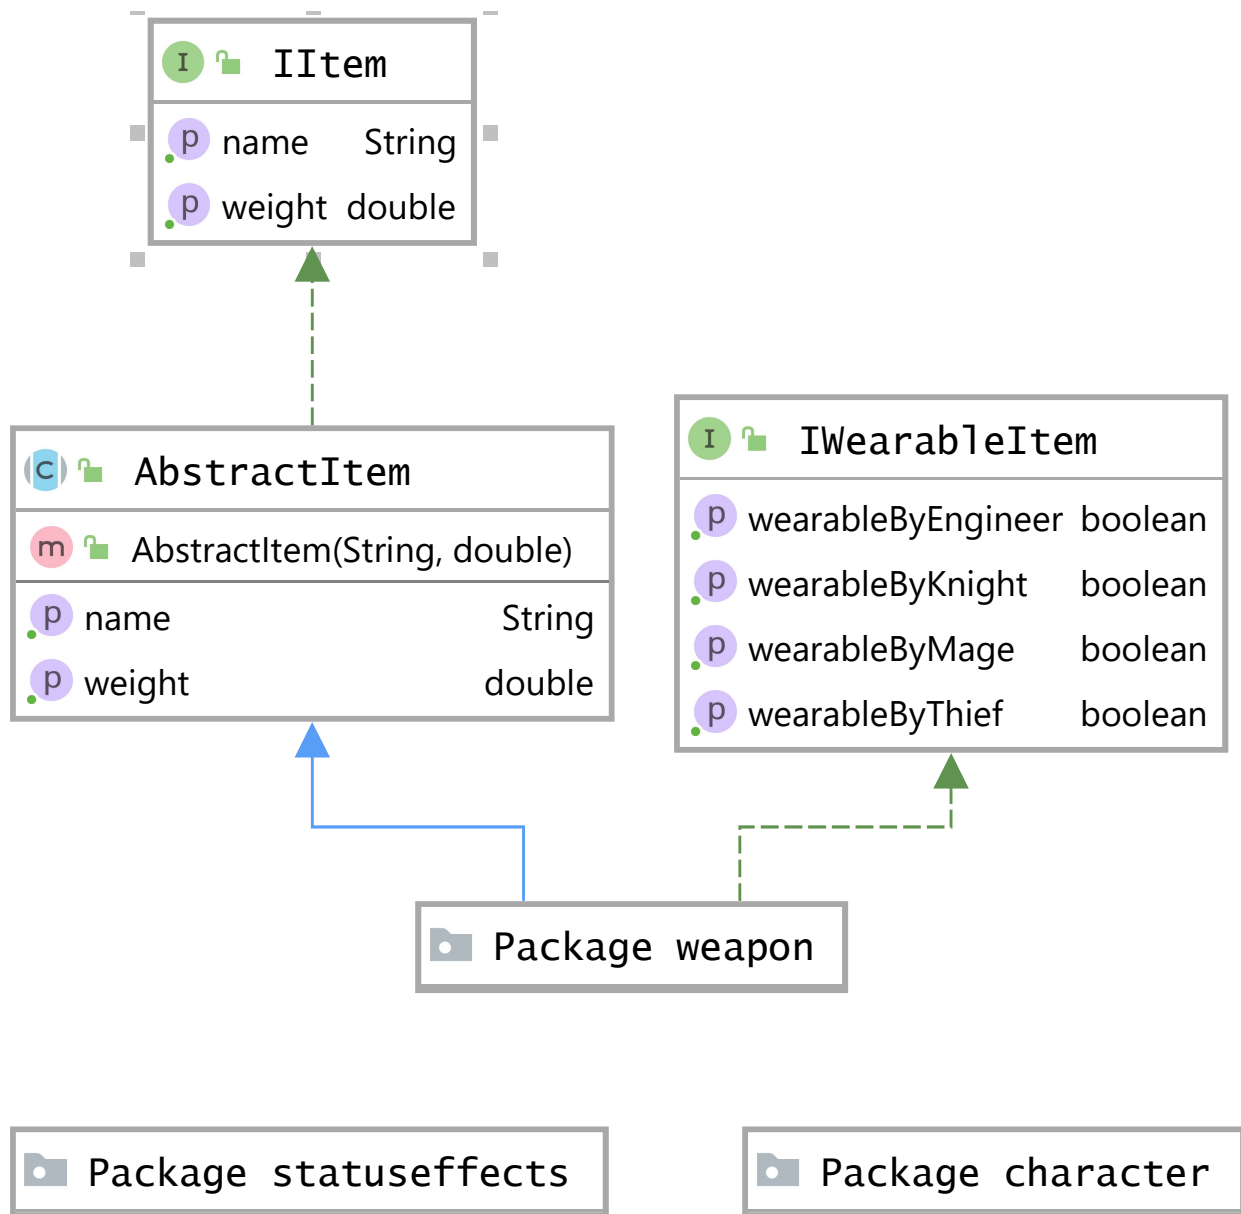 I IItem
p name String
p weight double
C AbstractItem
m AbstractItem(String, double)
p name String
p weight double
I IWearableItem
p wearableByEngineer boolean
p wearableByKnight boolean
p wearableByMage boolean
p wearableByThief boolean
Package weapon
Package statuseffects
Package character